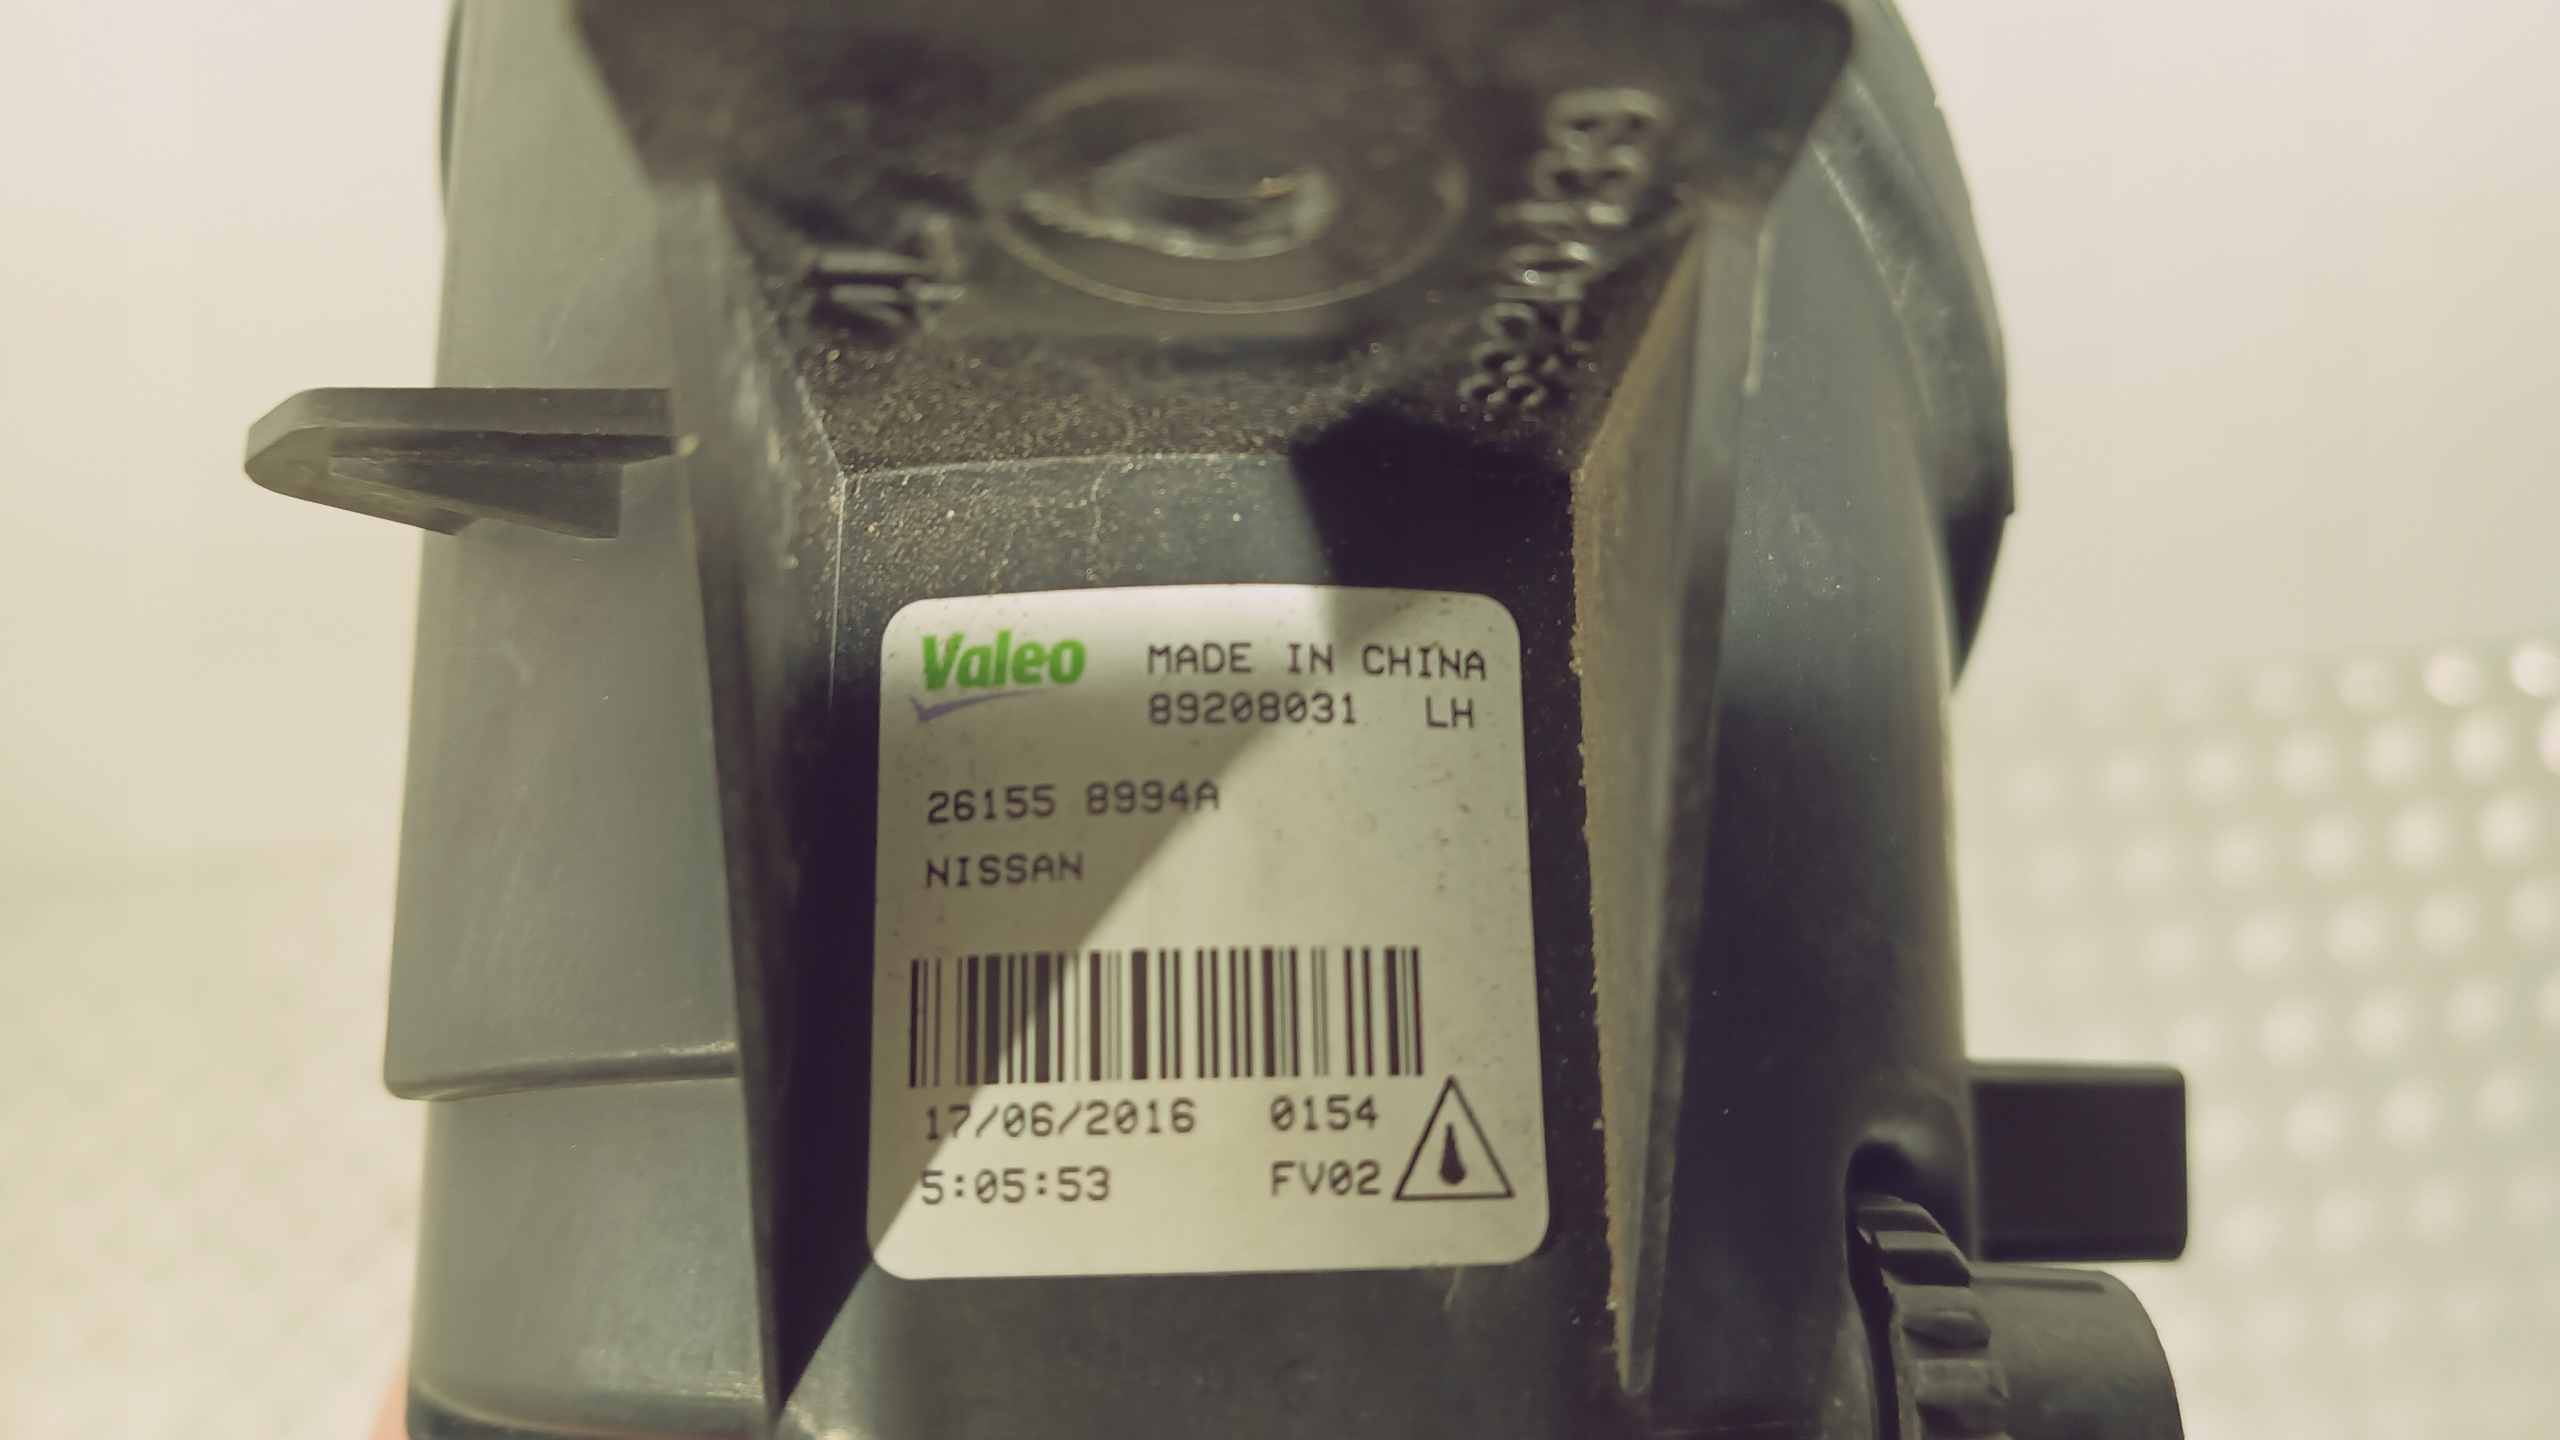 Valeo MADE IN CHINA
89208031 LH
26155 8994A
NISSAN
17/06/2016 0154
5:05:53 FV02